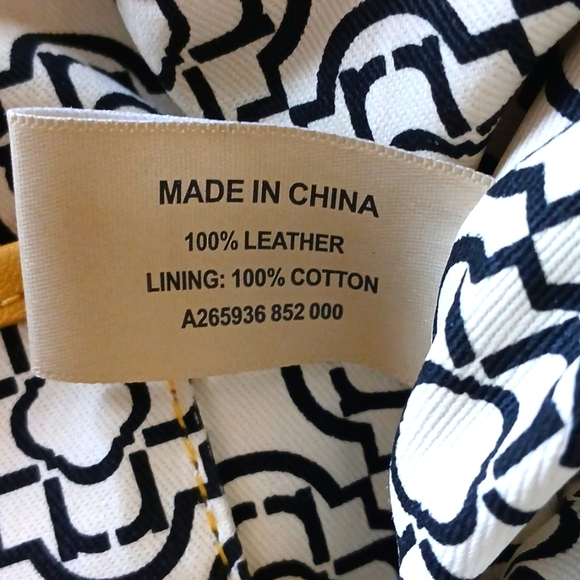 MADE IN CHINA
100% LEATHER
LINING: 100% COTTON
A265936 852 000